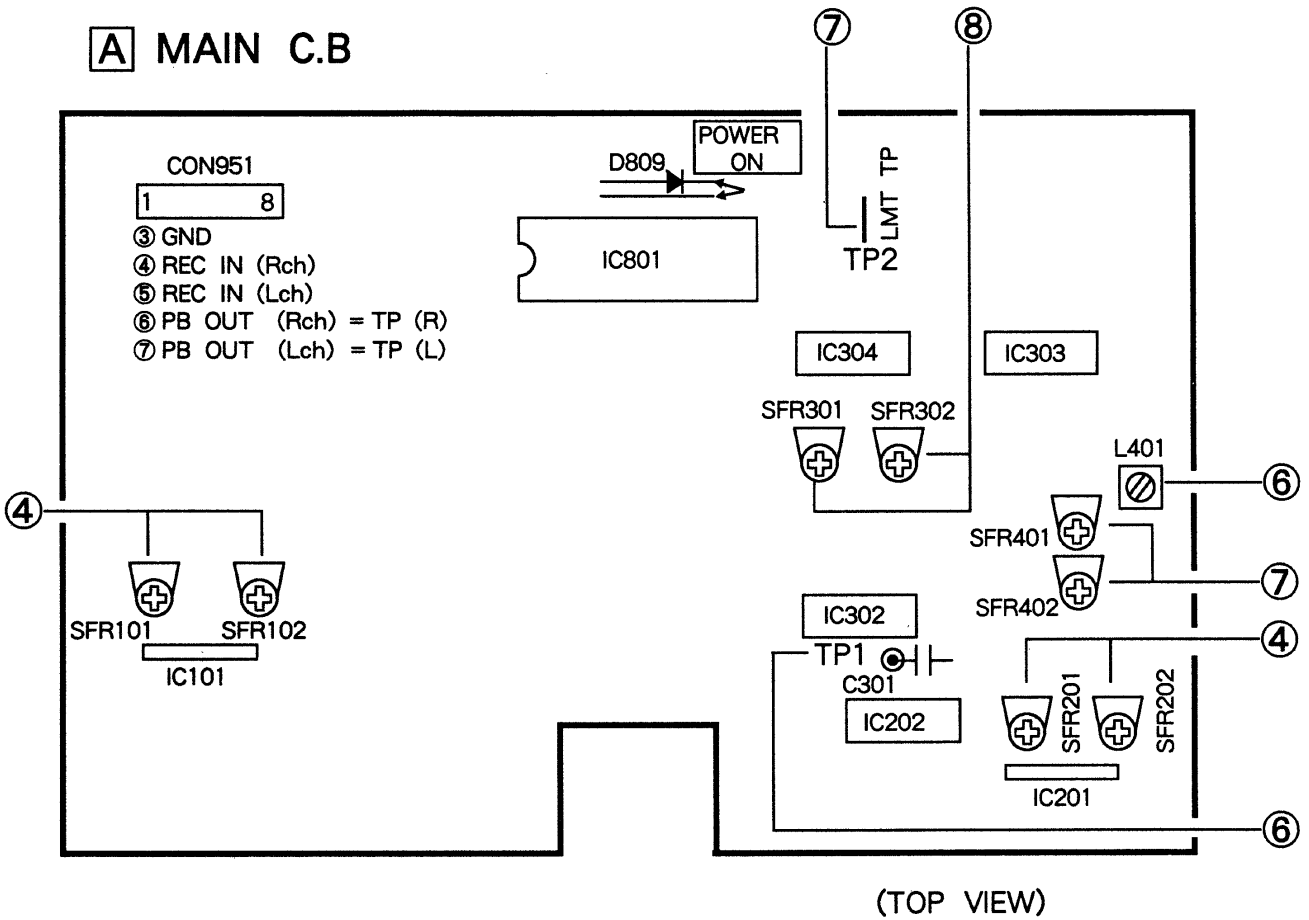 A MAIN C.B
⑦
⑧
POWER
ON
D809
CON951
1 8
③ GND
④ REC IN (Rch)
⑤ REC IN (Lch)
⑥ PB OUT (Rch) = TP (R)
⑦ PB OUT (Lch) = TP (L)
IC801
LMT TP
TP2
IC304
IC303
SFR301
SFR302
L401
⑥
④
SFR401
⑦
SFR402
SFR101
SFR102
IC101
IC302
④
TP1
C301
IC202
SFR201
SFR202
IC201
⑥
(TOP VIEW)